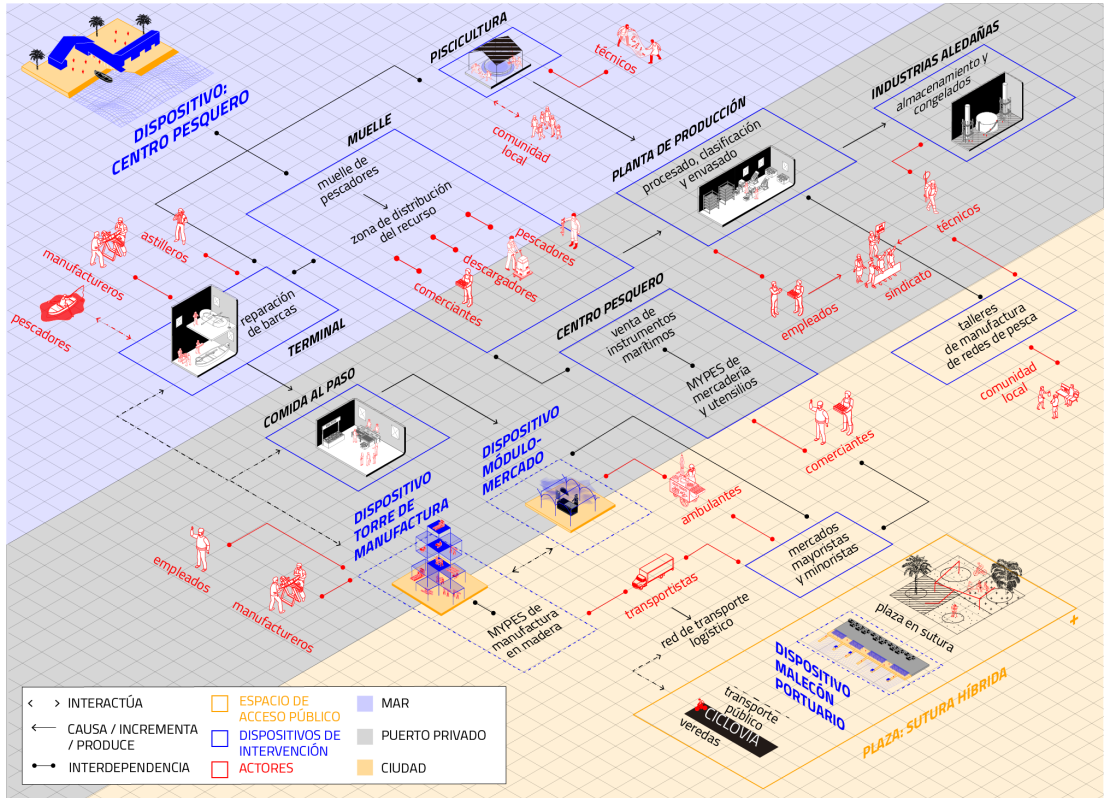 PISCICULTURA
técnicos
INDUSTRIAS ALEDAÑAS
almacenamiento y
congelados
DISPOSITIVO:
CENTRO PESQUERO
comunidad
local
MUELLE
muelle de
pescadores
zona de distribución
del recurso
PLANTA DE PRODUCCIÓN
procesado, clasificación
y envasado
astilleros
manufactureros
pescadores
pescadores
descargadores
comerciantes
técnicos
sindicato
empleados
reparación
de barcas
TERMINAL
CENTRO PESQUERO
venta de
instrumentos
marítimos
MYPES de
mercadería
y utensilios
talleres
de manufactura
de redes de pesca
comunidad
local
COMIDA AL PASO
DISPOSITIVO
MÓDULO-
MERCADO
comerciantes
DISPOSITIVO
TORRE DE
MANUFACTURA
ambulantes
mercados
mayoristas
y minoristas
empleados
manufactureros
transportistas
MYPES de
manufactura
en madera
red de transporte
logístico
plaza en sutura
x
DISPOSITIVO
MALECÓN
PORTUARIO
transporte
público
CICLOVÍA
veredas
PLAZA: SUTURA HÍBRIDA
INTERACTÚA
CAUSA / INCREMENTA
/ PRODUCE
INTERDEPENDENCIA
ESPACIO DE
ACCESO PÚBLICO
DISPOSITIVOS DE
INTERVENCIÓN
ACTORES
MAR
PUERTO PRIVADO
CIUDAD